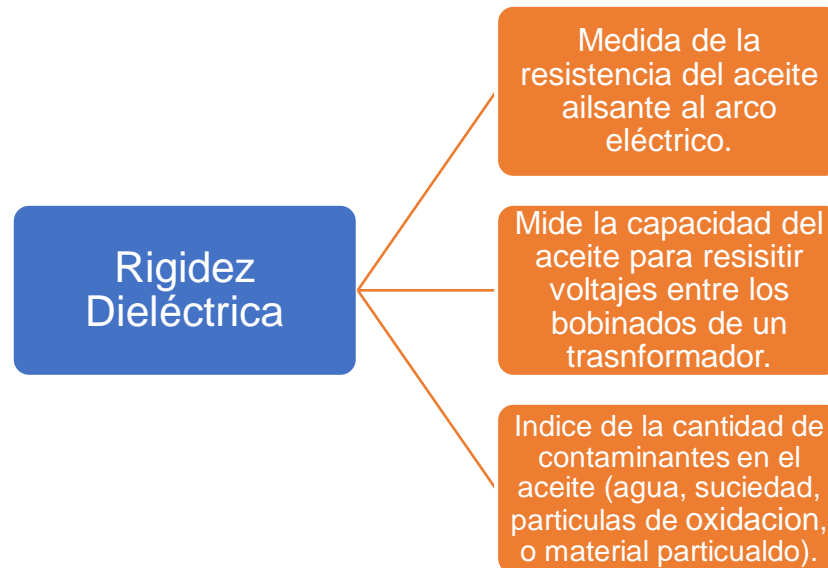 Rigidez
Dieléctrica
Medida de la
resistencia del aceite
ailsante al arco
eléctrico.
Mide la capacidad del
aceite para resisitir
voltajes entre los
bobinados de un
trasnformador.
Indice de la cantidad de
contaminantes en el
aceite (agua, suciedad,
particulas de oxidacion,
o material particualdo).